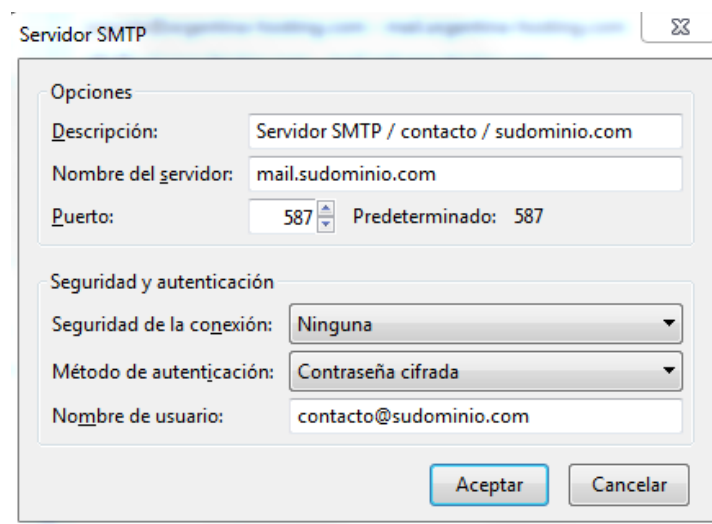 Servidor SMTP
Opciones
Descripción: Servidor SMTP / contacto / sudominio.com
Nombre del servidor: mail.sudominio.com
Puerto: 587 Predeterminado: 587
Seguridad y autenticación
Seguridad de la conexión: Ninguna
Método de autenticación: Contraseña cifrada
Nombre de usuario: contacto@sudominio.com
Aceptar Cancelar